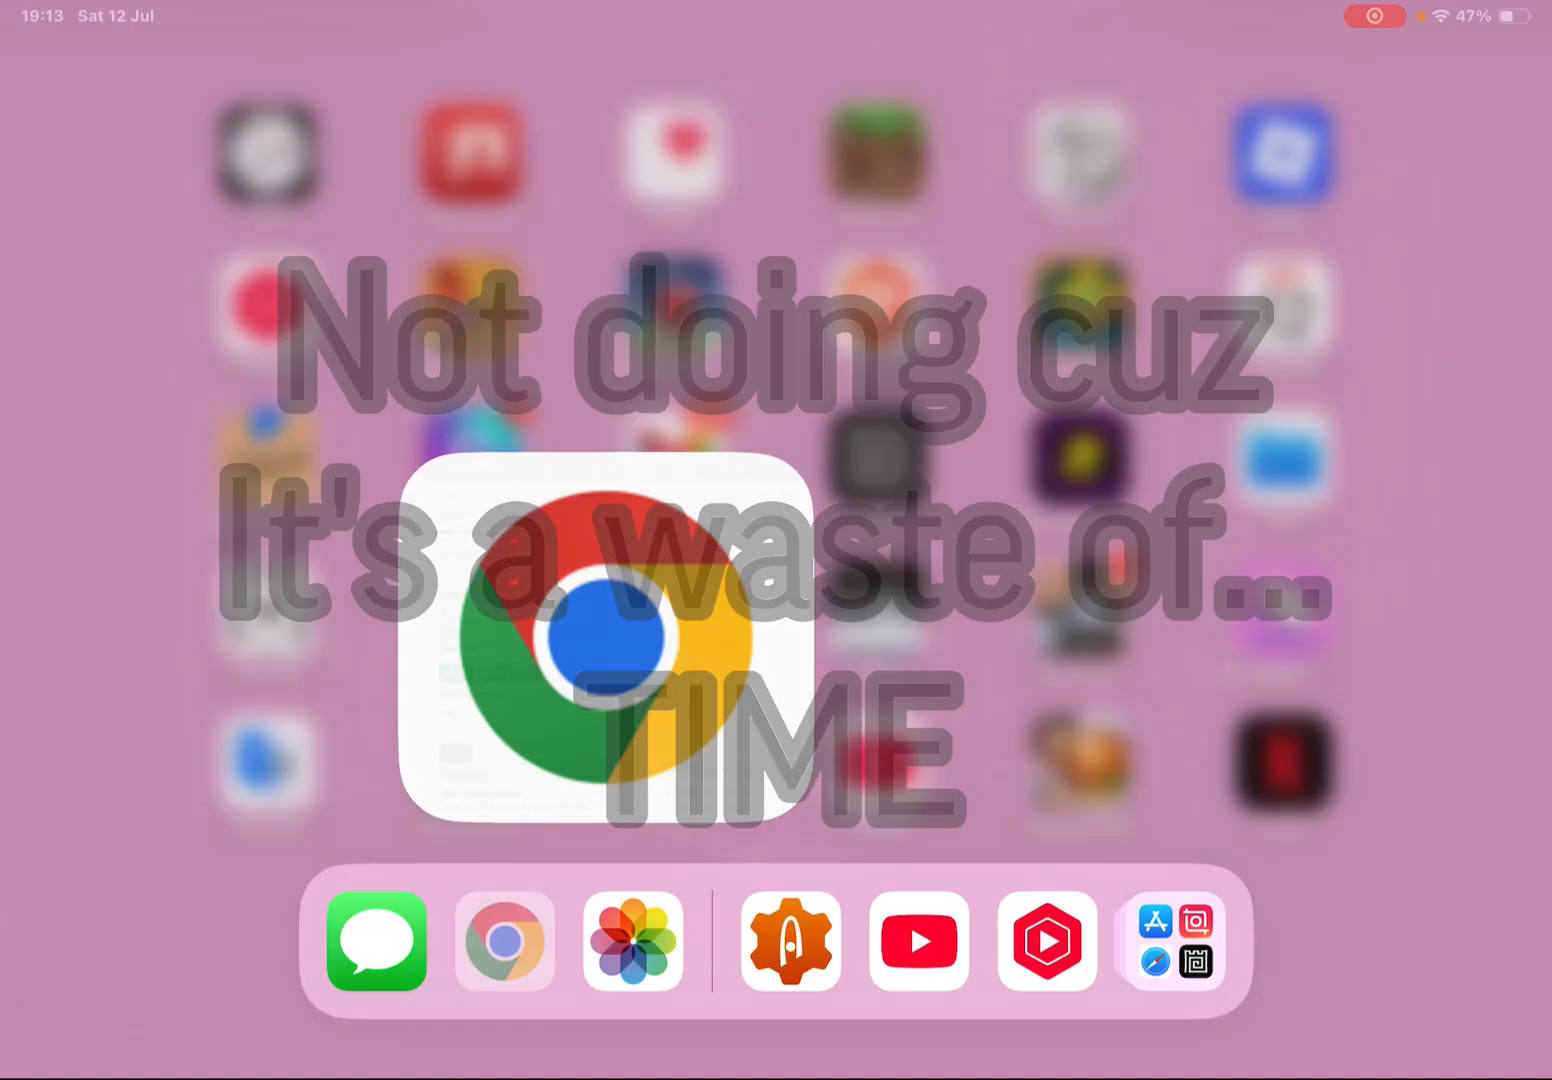 19:13 Sat 12 Jul
47%
Not doing cuz
It's a waste of...
TIME